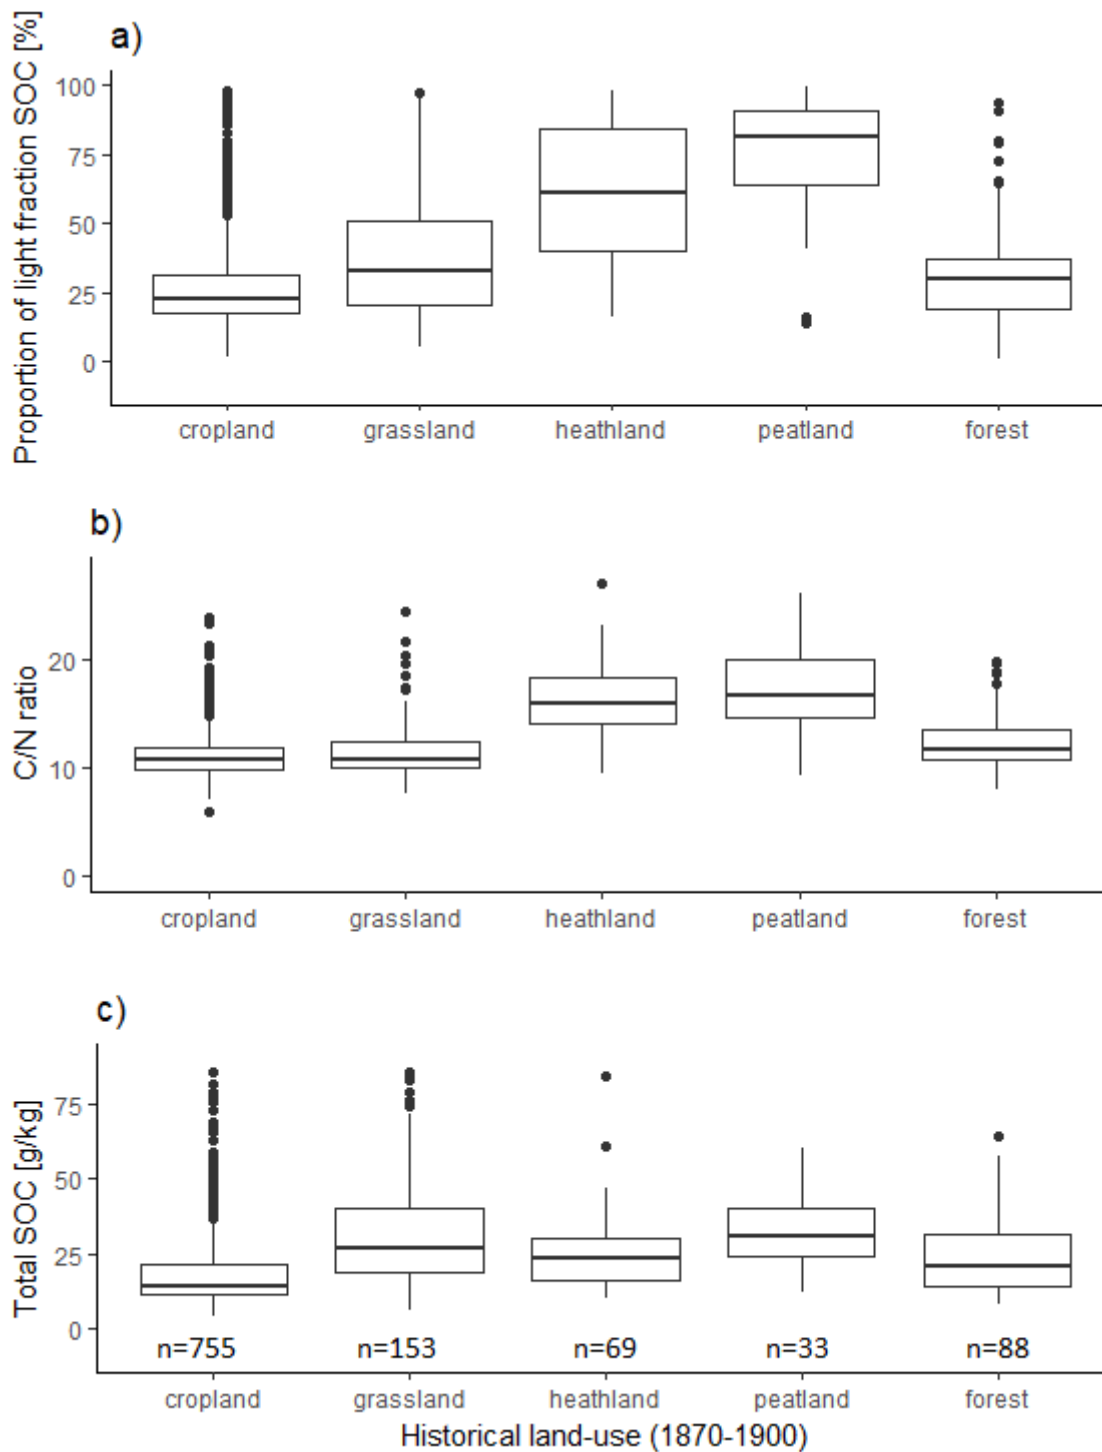 a)
Proportion of light fraction SOC [%]
100
75
50
25
0
cropland grassland heathland peatland forest
b)
C/N ratio
20
10
0
cropland grassland heathland peatland forest
c)
Total SOC [g/kg]
75
50
25
0
n=755 n=153 n=69 n=33 n=88
cropland grassland heathland peatland forest
Historical land-use (1870-1900)